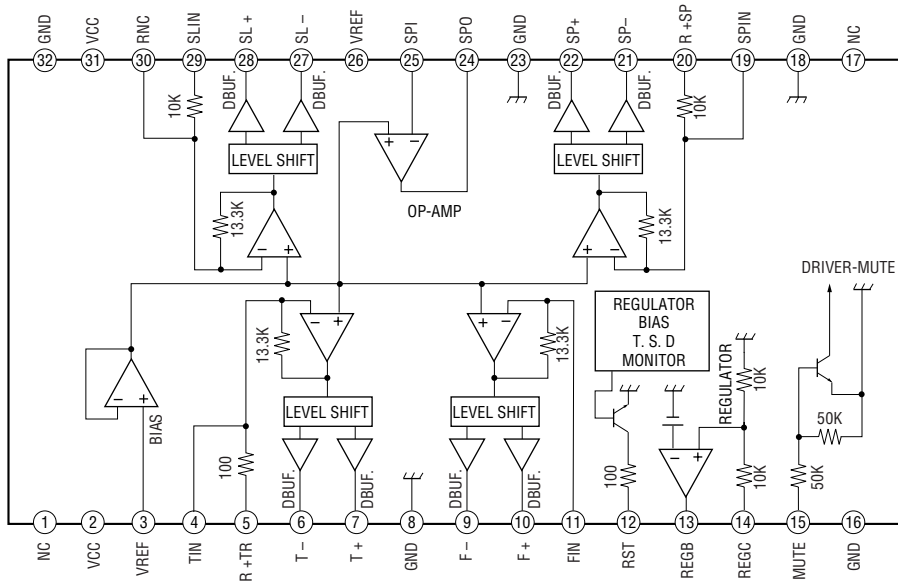 GND
VCC
RNC
SLIN
SL +
SL −
VREF
SPI
SPO
GND
SP+
SP−
R +SP
SPIN
GND
NC
32
31
30
29
28
27
26
25
24
23
22
21
20
19
18
17
10K
DBUF.
DBUF.
DBUF.
DBUF.
10K
LEVEL SHIFT
+ −
LEVEL SHIFT
OP-AMP
13.3K
− +
+ −
13.3K
DRIVER-MUTE
13.3K
− +
+ −
13.3K
REGULATOR
BIAS
T. S. D
MONITOR
REGULATOR
10K
− +
BIAS
LEVEL SHIFT
LEVEL SHIFT
− +
50K
100
DBUF.
DBUF.
DBUF.
DBUF.
100
10K
50K
1
2
3
4
5
6
7
8
9
10
11
12
13
14
15
16
NC
VCC
VREF
TIN
R +TR
T −
T +
GND
F −
F +
FIN
RST
REGB
REGC
MUTE
GND